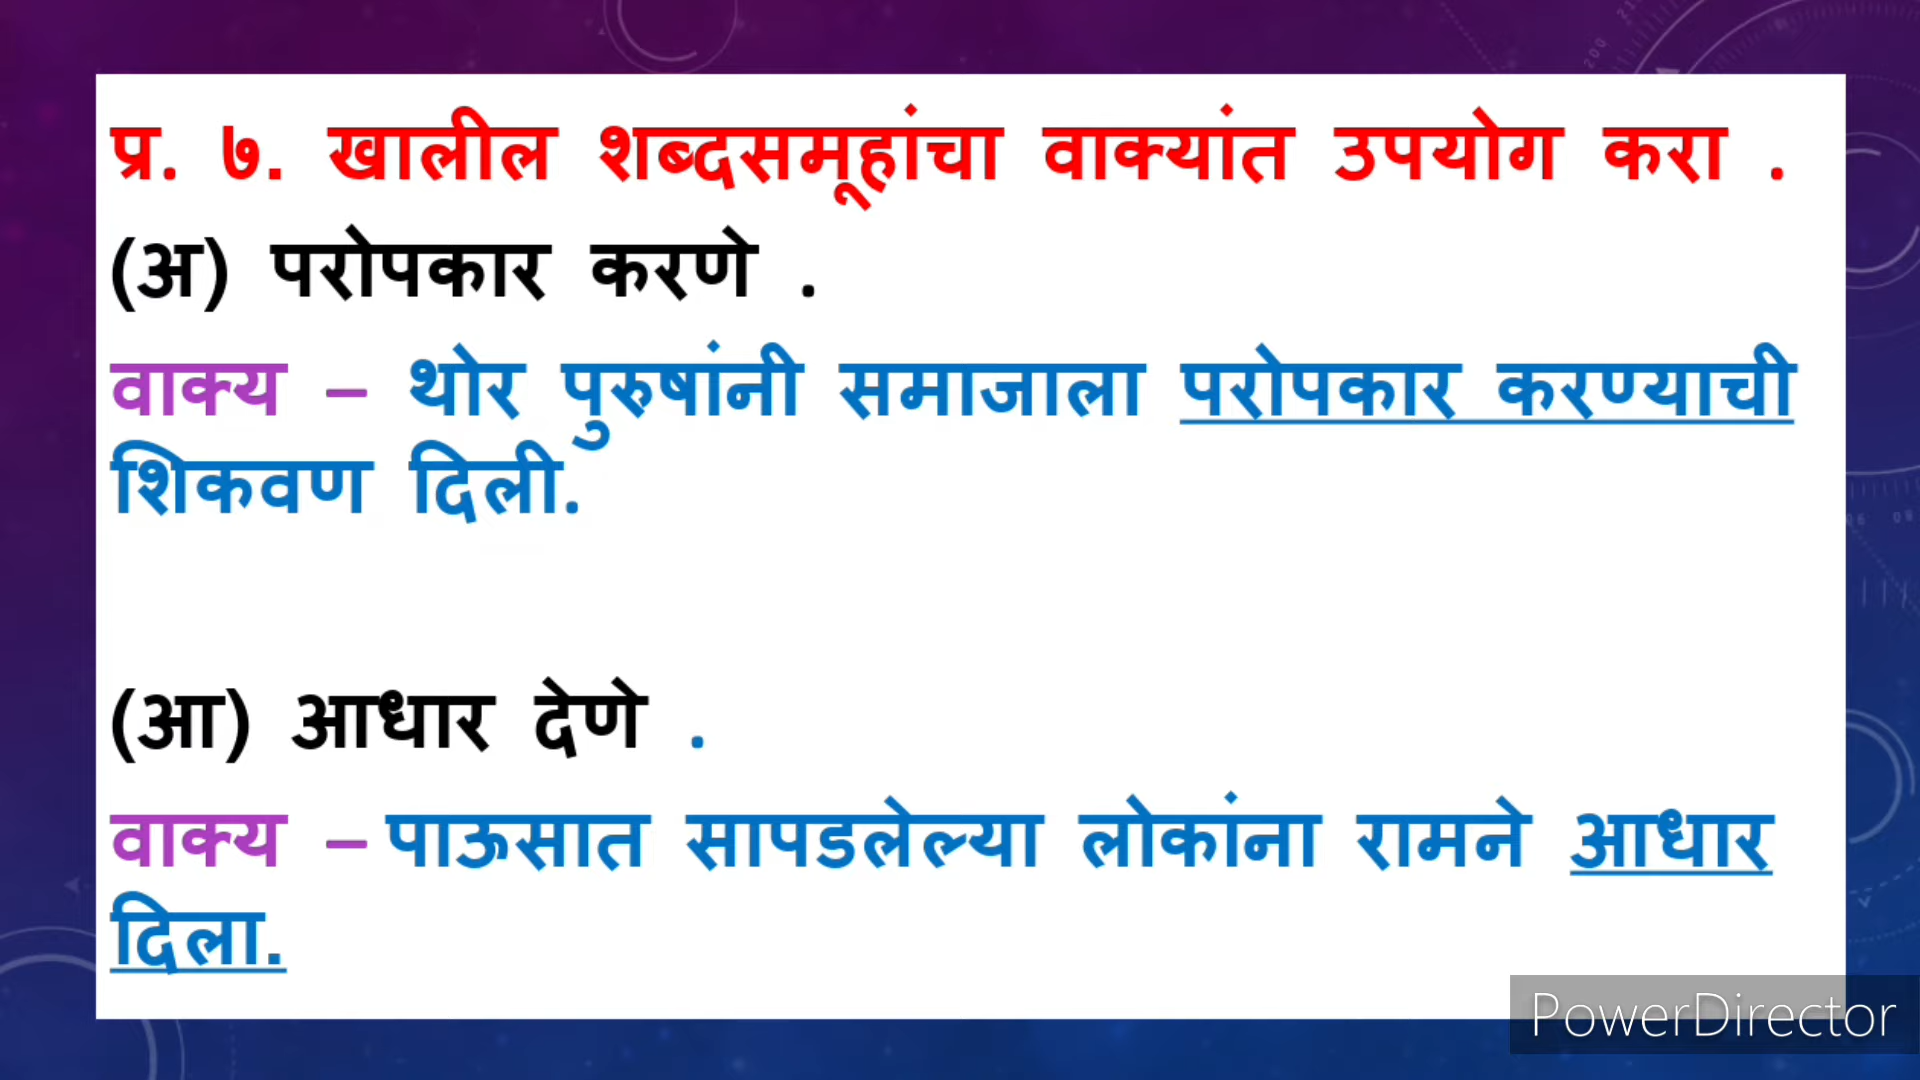 प्र. ७. खालील शब्दसमूहांचा वाक्यांत उपयोग करा .
(अ) परोपकार करणे .
वाक्य – थोर पुरुषांनी समाजाला परोपकार करण्याची
शिकवण दिली.
(आ) आधार देणे .
वाक्य – पाऊसात सापडलेल्या लोकांना रामने आधार
दिला.
PowerDirector